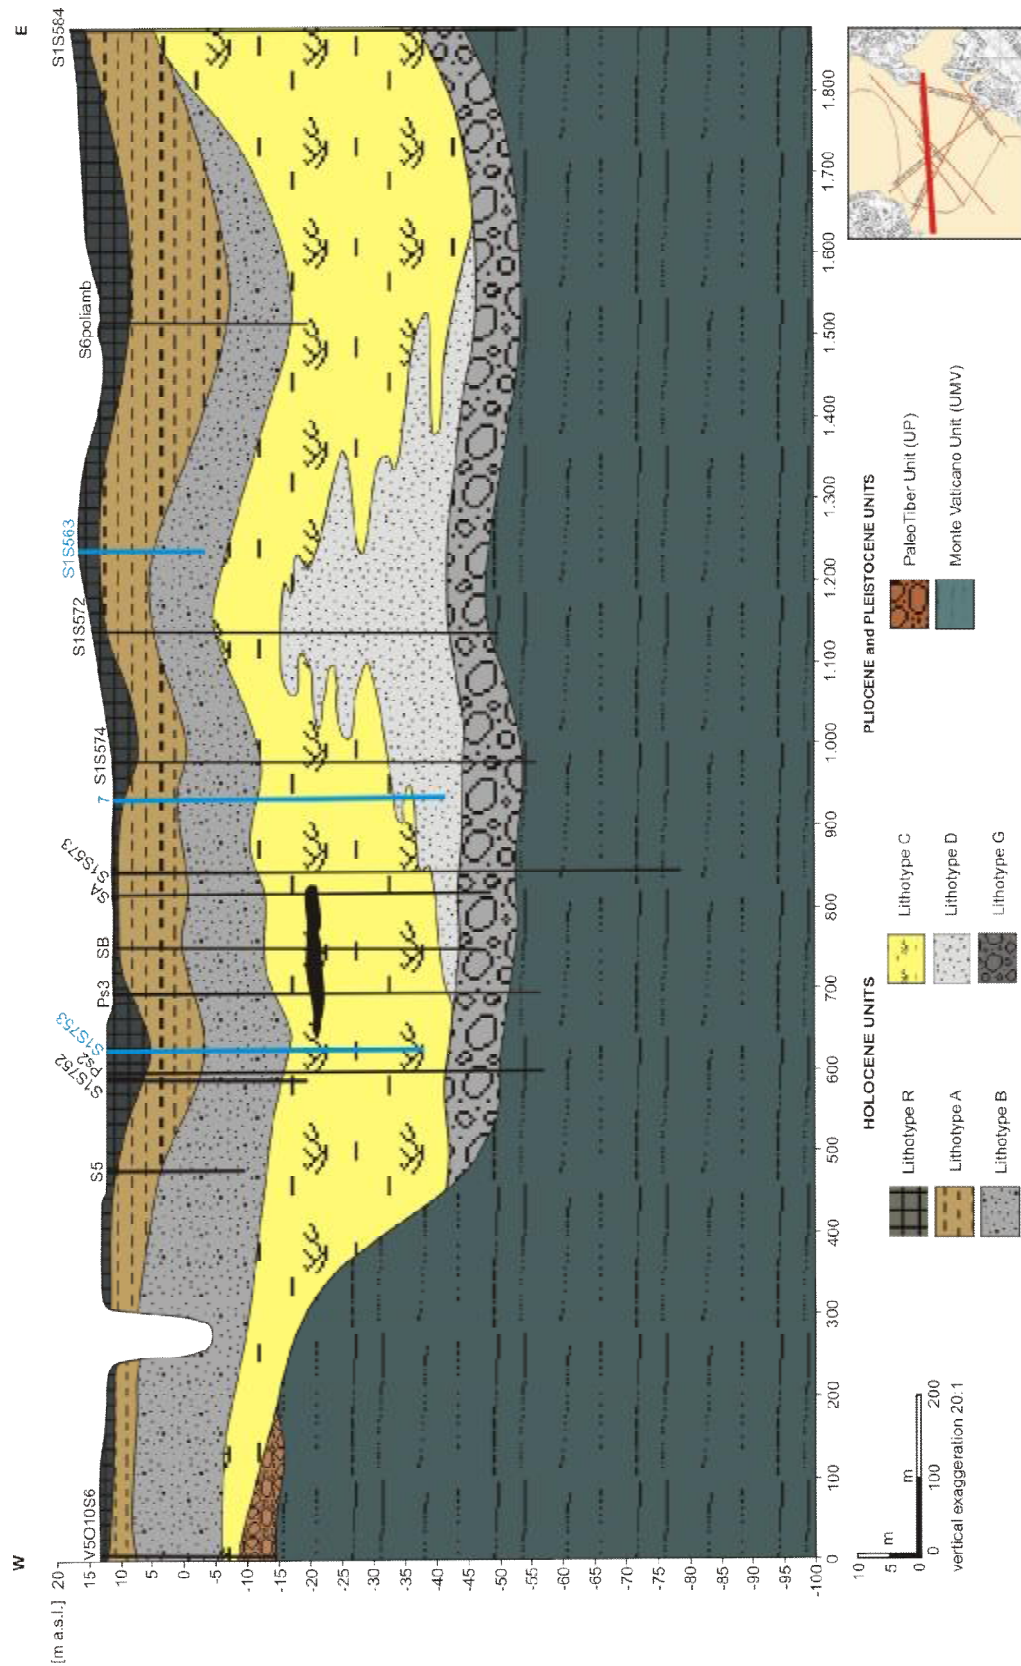 W
E
[m a.s.l.]
V5O10S6
S5
S1S752
Ps2
S1S753
Ps3
SB
SA
S1S573
7
S1S574
S1S572
S1S563
S6poliamb
S1S584
20
15
10
5
0
-5
-10
-15
-20
-25
-30
-35
-40
-45
-50
-55
-60
-65
-70
-75
-80
-85
-90
-95
-100
0
100
200
300
400
500
600
700
800
900
1.000
1.100
1.200
1.300
1.400
1.500
1.600
1.700
1.800
10
5
0
m
m
0
100
200
vertical exaggeration 20:1
HOLOCENE UNITS
Lithotype R
Lithotype A
Lithotype B
Lithotype C
Lithotype D
Lithotype G
PLIOCENE and PLEISTOCENE UNITS
PaleoTiber Unit (UP)
Monte Vaticano Unit (UMV)